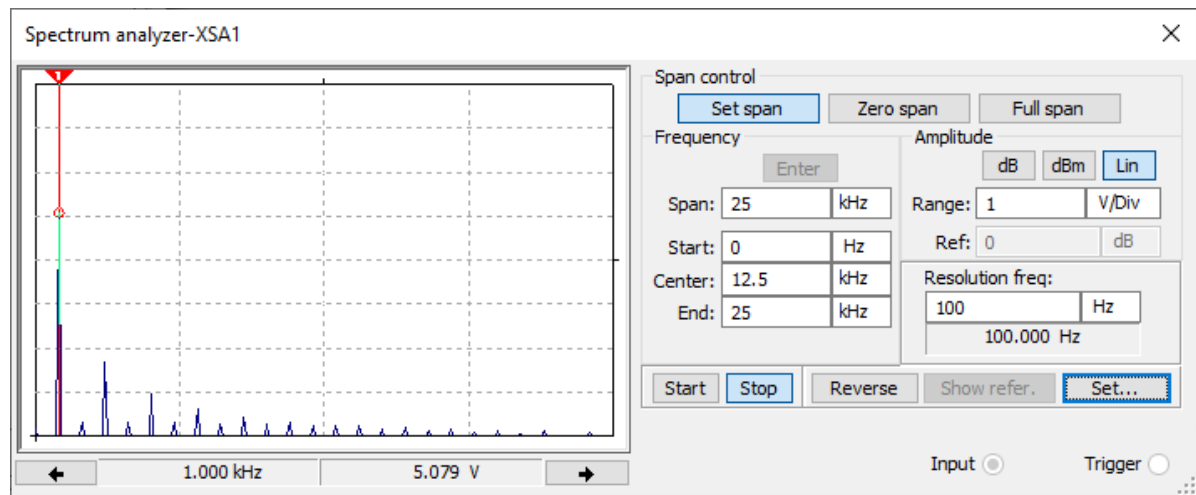 Spectrum analyzer-XSA1
1
1.000 kHz 5.079 V
Span control
Set span Zero span Full span
Frequency
Enter
Span: 25 kHz
Start: 0 Hz
Center: 12.5 kHz
End: 25 kHz
Amplitude
dB dBm Lin
Range: 1 V/Div
Ref: 0 dB
Resolution freq:
100 Hz
100.000 Hz
Start Stop Reverse Show refer. Set...
Input Trigger